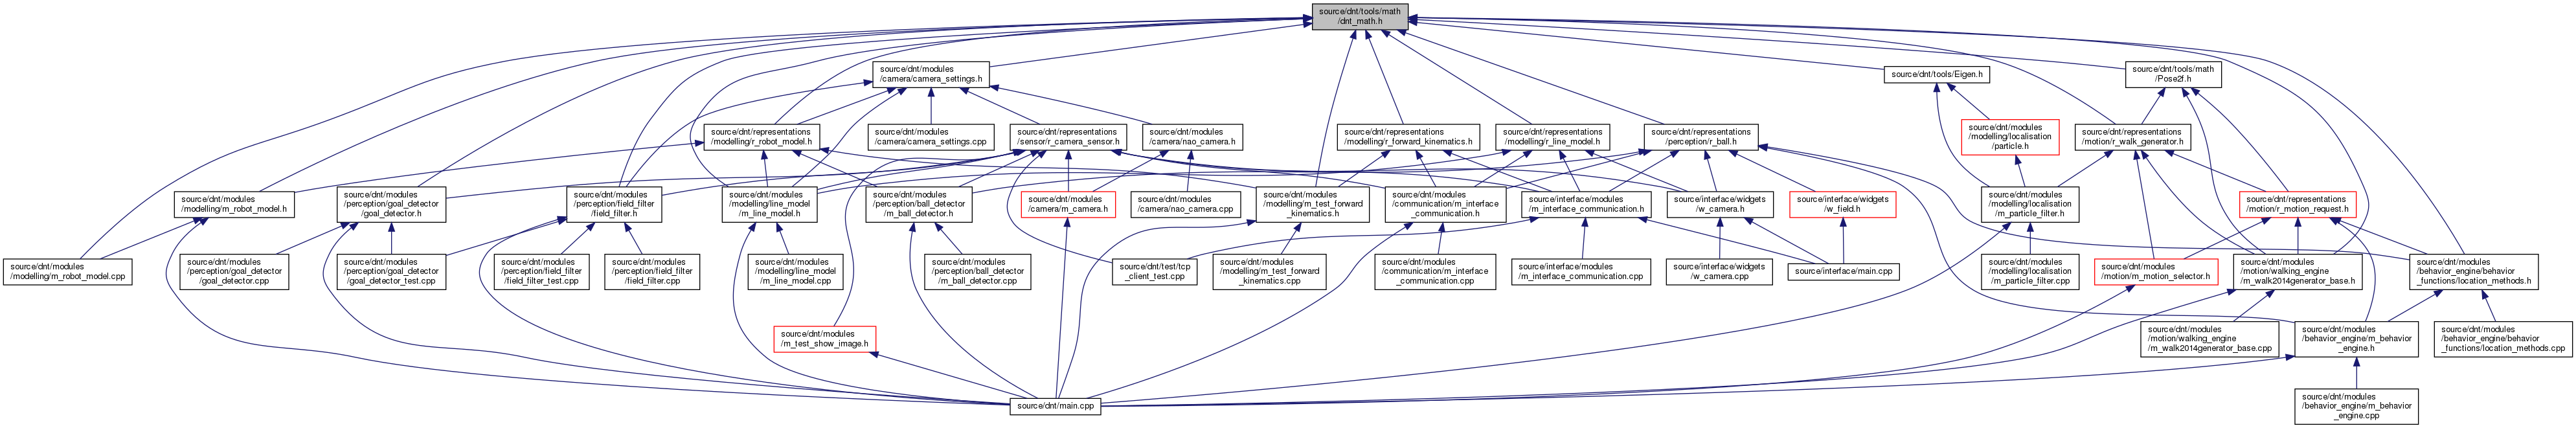 source/dnt/tools/math
/dnt_math.h
source/dnt/modules
/camera/camera_settings.h
source/dnt/tools/Eigen.h
source/dnt/tools/math
/Pose2f.h
source/dnt/representations
/modelling/r_robot_model.h
source/dnt/modules
/camera/camera_settings.cpp
source/dnt/representations
/sensor/r_camera_sensor.h
source/dnt/modules
/camera/nao_camera.h
source/dnt/representations
/modelling/r_forward_kinematics.h
source/dnt/representations
/modelling/r_line_model.h
source/dnt/representations
/perception/r_ball.h
source/dnt/modules
/modelling/localisation
/particle.h
source/dnt/representations
/motion/r_walk_generator.h
source/dnt/modules
/modelling/m_robot_model.h
source/dnt/modules
/perception/goal_detector
/goal_detector.h
source/dnt/modules
/perception/field_filter
/field_filter.h
source/dnt/modules
/modelling/line_model
/m_line_model.h
source/dnt/modules
/perception/ball_detector
/m_ball_detector.h
source/dnt/modules
/camera/m_camera.h
source/dnt/modules
/camera/nao_camera.cpp
source/dnt/modules
/modelling/m_test_forward
_kinematics.h
source/dnt/modules
/communication/m_interface
_communication.h
source/interface/modules
/m_interface_communication.h
source/interface/widgets
/w_camera.h
source/interface/widgets
/w_field.h
source/dnt/modules
/modelling/localisation
/m_particle_filter.h
source/dnt/representations
/motion/r_motion_request.h
source/dnt/modules
/modelling/m_robot_model.cpp
source/dnt/modules
/perception/goal_detector
/goal_detector.cpp
source/dnt/modules
/perception/goal_detector
/goal_detector_test.cpp
source/dnt/modules
/perception/field_filter
/field_filter_test.cpp
source/dnt/modules
/perception/field_filter
/field_filter.cpp
source/dnt/modules
/modelling/line_model
/m_line_model.cpp
source/dnt/modules
/perception/ball_detector
/m_ball_detector.cpp
source/dnt/test/tcp
_client_test.cpp
source/dnt/modules
/modelling/m_test_forward
_kinematics.cpp
source/dnt/modules
/communication/m_interface
_communication.cpp
source/interface/modules
/m_interface_communication.cpp
source/interface/widgets
/w_camera.cpp
source/interface/main.cpp
source/dnt/modules
/modelling/localisation
/m_particle_filter.cpp
source/dnt/modules
/motion/m_motion_selector.h
source/dnt/modules
/motion/walking_engine
/m_walk2014generator_base.h
source/dnt/modules
/behavior_engine/behavior
_functions/location_methods.h
source/dnt/modules
/m_test_show_image.h
source/dnt/modules
/motion/walking_engine
/m_walk2014generator_base.cpp
source/dnt/modules
/behavior_engine/m_behavior
_engine.h
source/dnt/modules
/behavior_engine/behavior
_functions/location_methods.cpp
source/dnt/main.cpp
source/dnt/modules
/behavior_engine/m_behavior
_engine.cpp